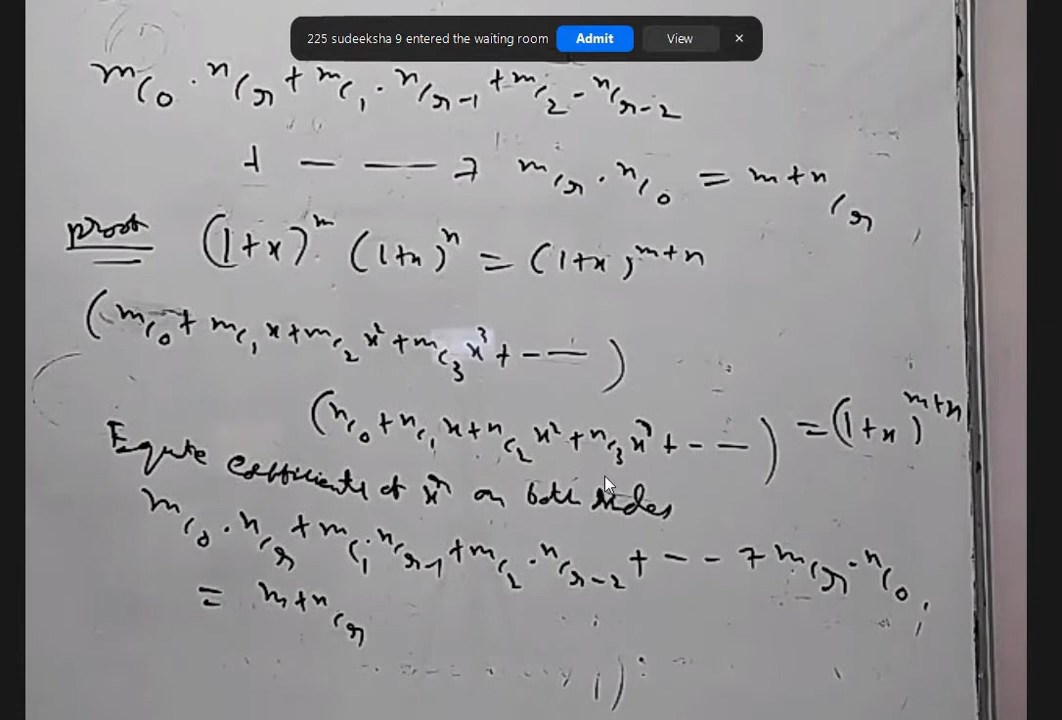 225 sudeeksha 9 entered the waiting room Admit View ×
mC₀ · nCᵣ + mC₁ · nCᵣ₋₁ + mC₂ - nCᵣ₋₂
+ - — + mCᵣ · nC₀ = m+nCᵣ
proof (1+x)ᵐ · (1+x)ⁿ = (1+x)ᵐ⁺ⁿ
(mC₀ + mC₁ x + mC₂ x² + mC₃ x³ + - — )
(nC₀ + nC₁ x + nC₂ x² + nC₃ x³ + - — ) = (1+x)ᵐ⁺ⁿ
Equate coefficients of xʳ on both sides
mC₀ · nCᵣ + mC₁ · nCᵣ₋₁ + mC₂ · nCᵣ₋₂ + - - + mCᵣ · nC₀
= m+nCᵣ